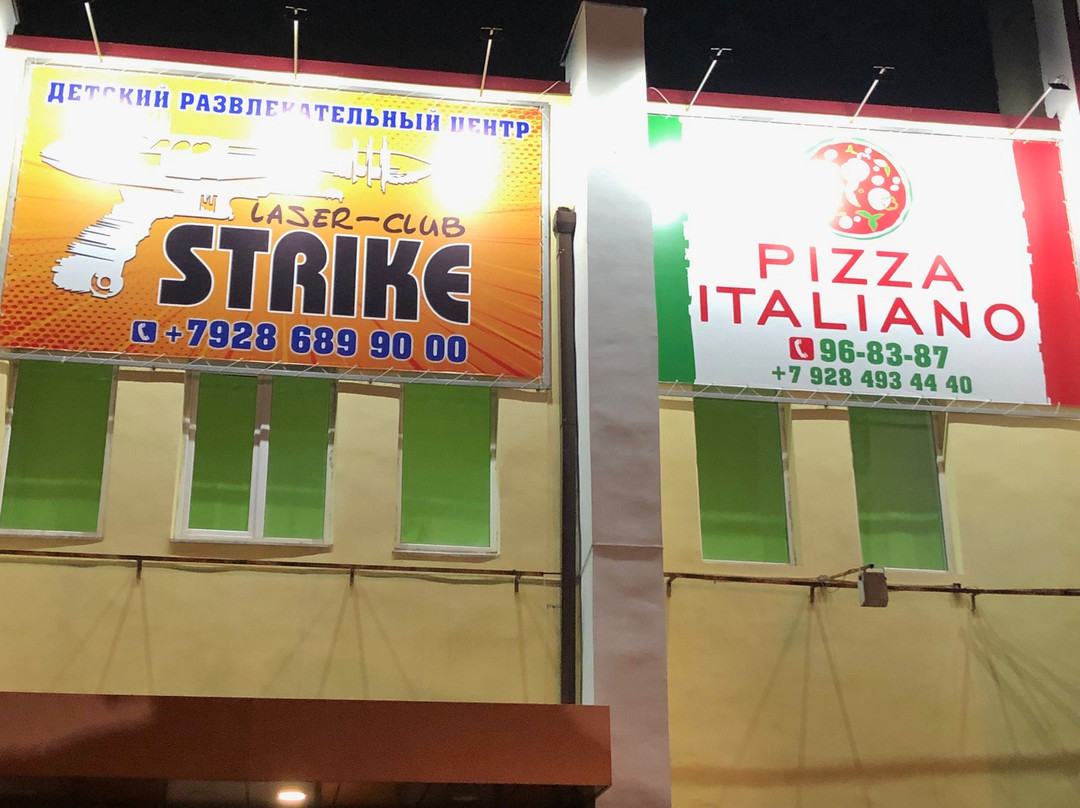 ДЕТСКИЙ РАЗВЛЕКАТЕЛЬНЫЙ ЦЕНТР
LASER-CLUB
STRIKE
+7928 689 90 00
PIZZA
ITALIANO
96-83-87
+7 928 493 44 40